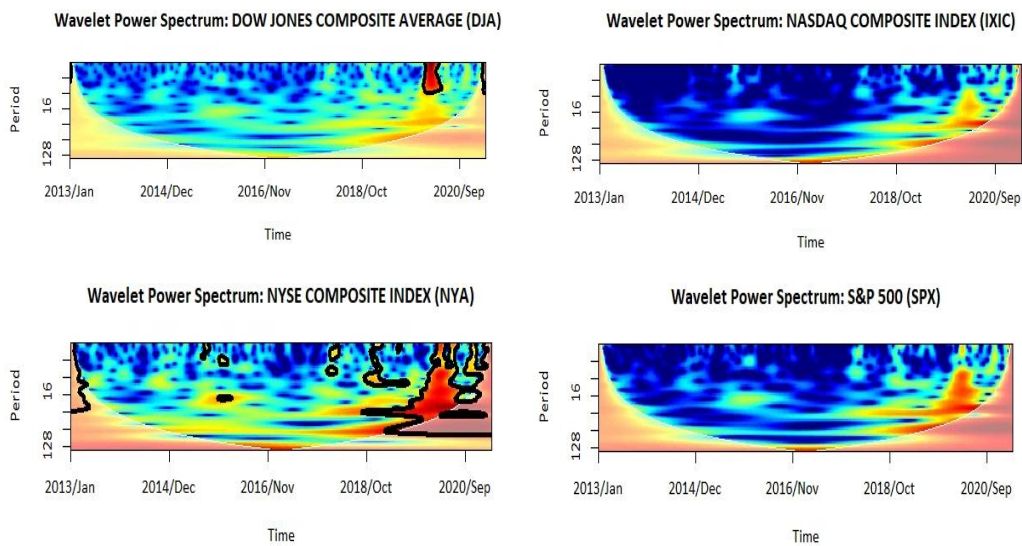 Wavelet Power Spectrum: DOW JONES COMPOSITE AVERAGE (DJA)
Period
16
128
2013/Jan 2014/Dec 2016/Nov 2018/Oct 2020/Sep
Time
Wavelet Power Spectrum: NASDAQ COMPOSITE INDEX (IXIC)
Period
16
128
2013/Jan 2014/Dec 2016/Nov 2018/Oct 2020/Sep
Time
Wavelet Power Spectrum: NYSE COMPOSITE INDEX (NYA)
Period
16
128
2013/Jan 2014/Dec 2016/Nov 2018/Oct 2020/Sep
Time
Wavelet Power Spectrum: S&P 500 (SPX)
Period
16
128
2013/Jan 2014/Dec 2016/Nov 2018/Oct 2020/Sep
Time